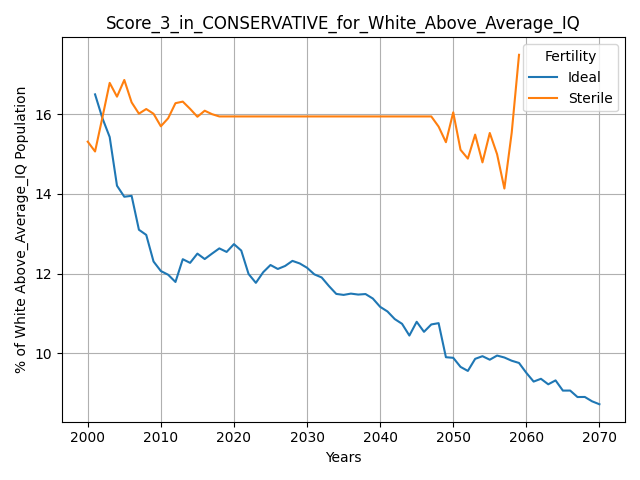 Score_3_in_CONSERVATIVE_for_White_Above_Average_IQ
% of White Above_Average_IQ Population
16
14
12
10
Fertility
Ideal
Sterile
2000 2010 2020 2030 2040 2050 2060 2070
Years